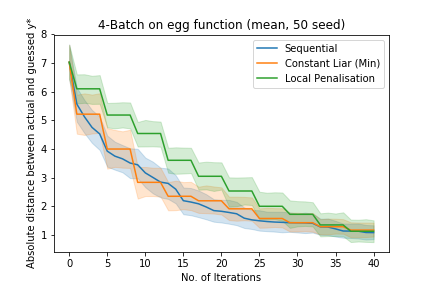 4-Batch on egg function (mean, 50 seed)
Absolute distance between actual and guessed y*
8
7
6
5
4
3
2
1
Sequential
Constant Liar (Min)
Local Penalisation
0 5 10 15 20 25 30 35 40
No. of Iterations